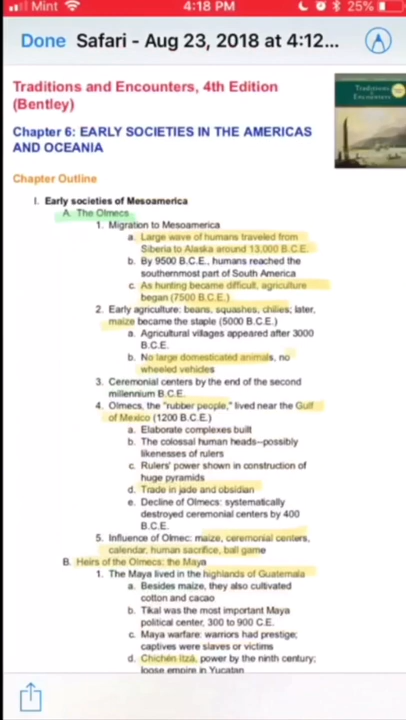 Mint
4:18 PM
25%
Done
Safari - Aug 23, 2018 at 4:12...
Traditions and Encounters, 4th Edition
(Bentley)
Traditions
Encounters
Chapter 6: EARLY SOCIETIES IN THE AMERICAS
AND OCEANIA
Chapter Outline
I. Early societies of Mesoamerica
A. The Olmecs
1. Migration to Mesoamerica
a. Large wave of humans traveled from
Siberia to Alaska around 13,000 B.C.E.
b. By 9500 B.C.E., humans reached the
southernmost part of South America
c. As hunting became difficult, agriculture
began (7500 B.C.E.)
2. Early agriculture: beans, squashes, chilies; later,
maize became the staple (5000 B.C.E.)
a. Agricultural villages appeared after 3000
B.C.E.
b. No large domesticated animals, no
wheeled vehicles
3. Ceremonial centers by the end of the second
millennium B.C.E.
4. Olmecs, the "rubber people," lived near the Gulf
of Mexico (1200 B.C.E.)
a. Elaborate complexes built
b. The colossal human heads--possibly
likenesses of rulers
c. Rulers' power shown in construction of
huge pyramids
d. Trade in jade and obsidian
e. Decline of Olmecs: systematically
destroyed ceremonial centers by 400
B.C.E.
5. Influence of Olmec: maize, ceremonial centers,
calendar, human sacrifice, ball game
B. Heirs of the Olmecs: the Maya
1. The Maya lived in the highlands of Guatemala
a. Besides maize, they also cultivated
cotton and cacao
b. Tikal was the most important Maya
political center, 300 to 900 C.E.
c. Maya warfare: warriors had prestige;
captives were slaves or victims
d. Chichén Itzá, power by the ninth century;
loose empire in Yucatan